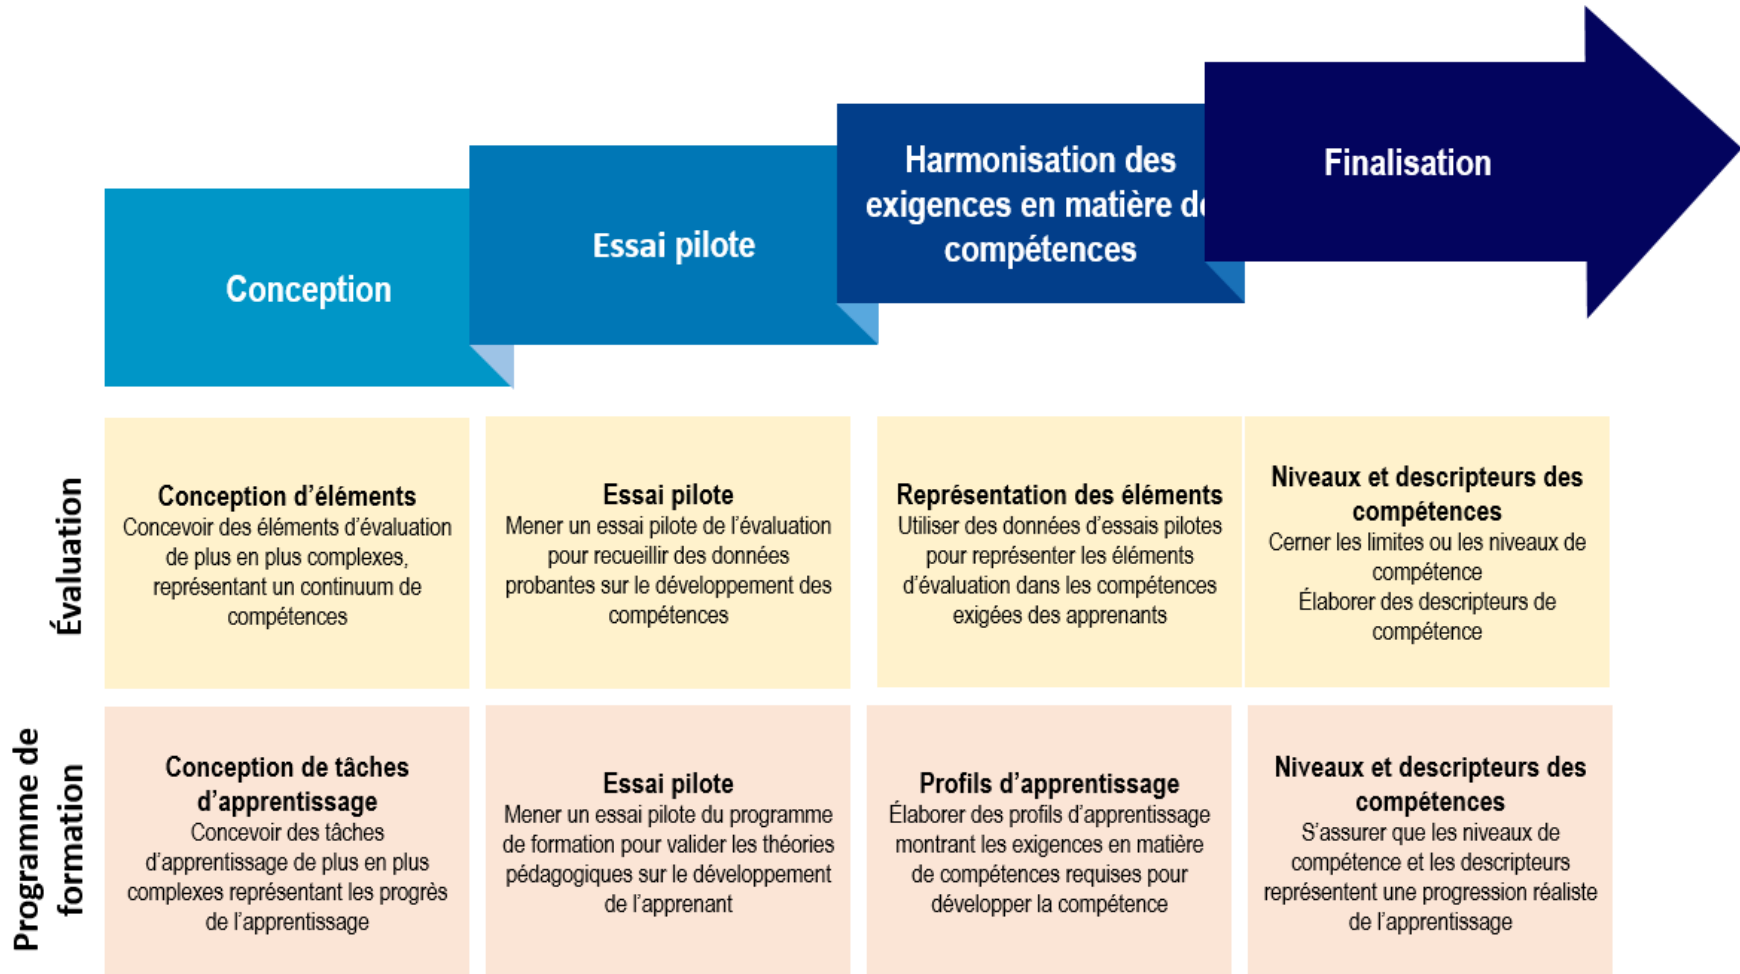 Conception
Essai pilote
Harmonisation des
exigences en matière de
compétences
Finalisation
Évaluation
Conception d’éléments
Concevoir des éléments d’évaluation
de plus en plus complexes,
représentant un continuum de
compétences
Essai pilote
Mener un essai pilote de l’évaluation
pour recueillir des données
probantes sur le développement des
compétences
Représentation des éléments
Utiliser des données d’essais pilotes
pour représenter les éléments
d’évaluation dans les compétences
exigées des apprenants
Niveaux et descripteurs des
compétences
Cerner les limites ou les niveaux de
compétence
Élaborer des descripteurs de
compétence
Programme de
formation
Conception de tâches
d’apprentissage
Concevoir des tâches
d’apprentissage de plus en plus
complexes représentant les progrès
de l’apprentissage
Essai pilote
Mener un essai pilote du programme
de formation pour valider les théories
pédagogiques sur le développement
de l’apprenant
Profils d’apprentissage
Élaborer des profils d’apprentissage
montrant les exigences en matière
de compétences requises pour
développer la compétence
Niveaux et descripteurs des
compétences
S’assurer que les niveaux de
compétence et les descripteurs
représentent une progression réaliste
de l’apprentissage